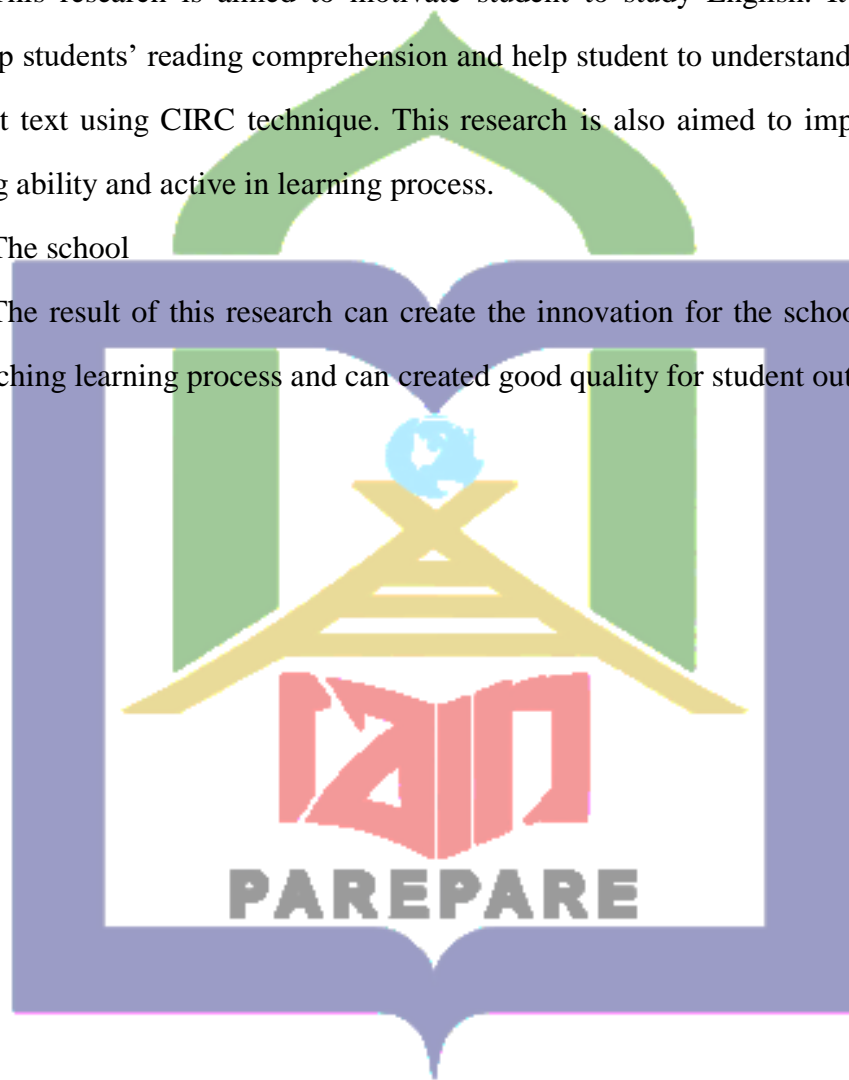 This research is aimed to motivate student to study English. It
p students' reading comprehension and help student to understand
t text using CIRC technique. This research is also aimed to imp
g ability and active in learning process.
The school
The result of this research can create the innovation for the schoo
ching learning process and can created good quality for student out
iain
PAREPARE